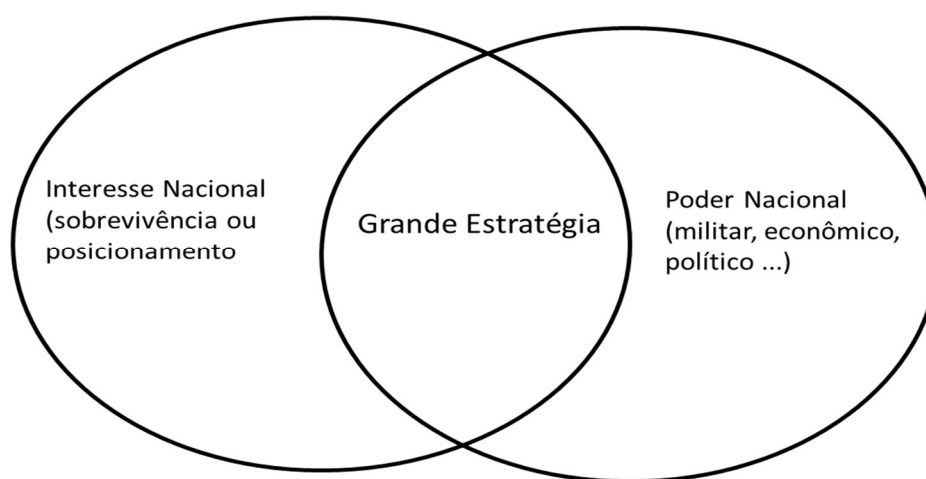 Interesse Nacional
(sobrevivência ou
posicionamento
Grande Estratégia
Poder Nacional
(militar, econômico,
político ...)